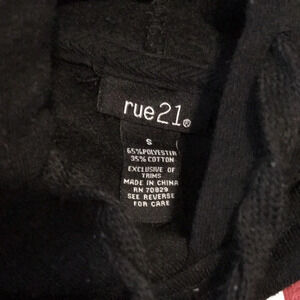 rue21®
S
65%POLYESTER
35%COTTON
EXCLUSIVE OF
TRIMS
MADE IN CHINA
RN 70829
SEE REVERSE
FOR CARE